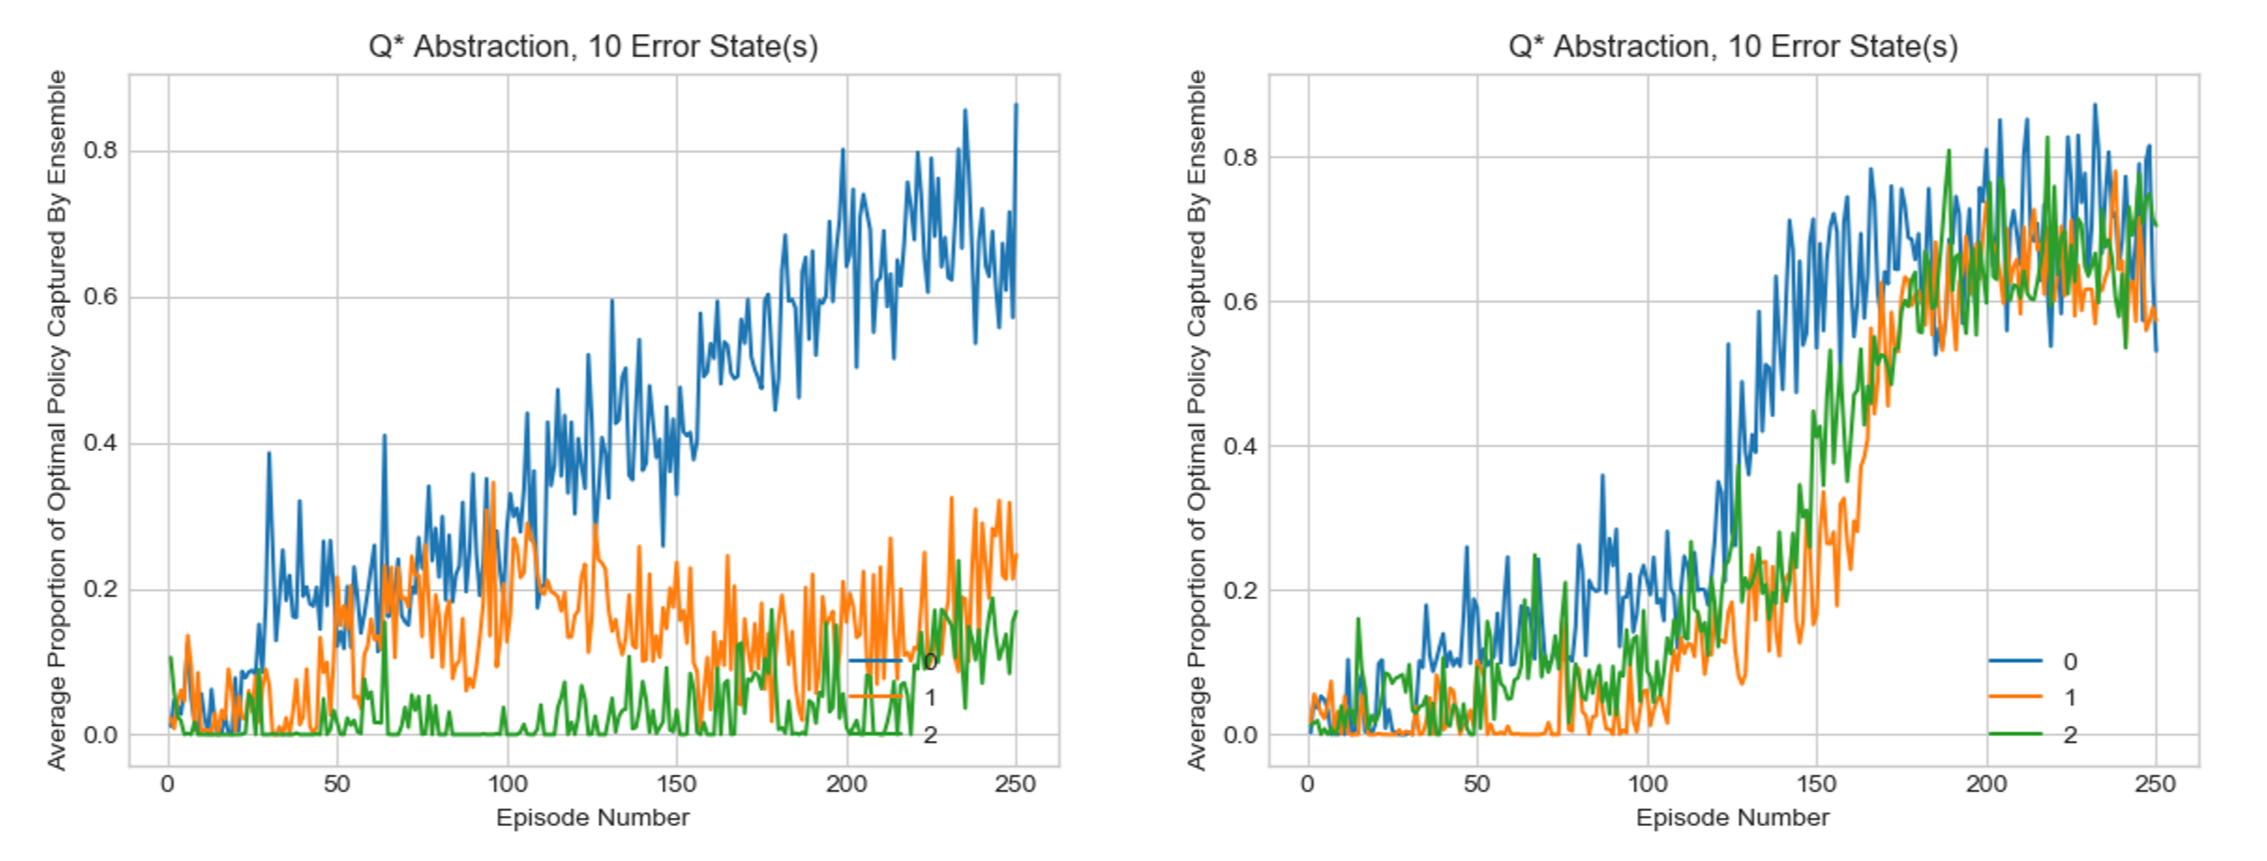 Q* Abstraction, 10 Error State(s)
Average Proportion of Optimal Policy Captured By Ensemble
0.8
0.6
0.4
0.2
0.0
0
1
2
0 50 100 150 200 250
Episode Number
Q* Abstraction, 10 Error State(s)
Average Proportion of Optimal Policy Captured By Ensemble
0.8
0.6
0.4
0.2
0.0
0
1
2
0 50 100 150 200 250
Episode Number